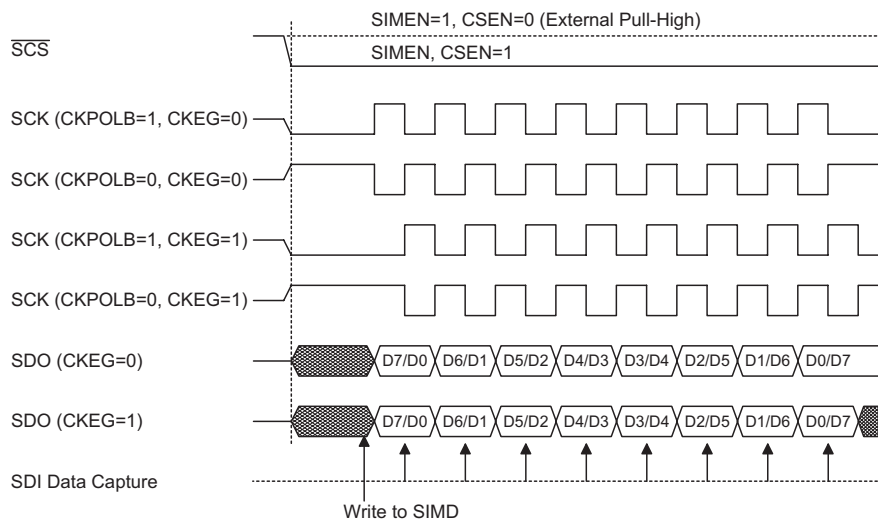 SIMEN=1, CSEN=0 (External Pull-High)
SCS
SIMEN, CSEN=1
SCK (CKPOLB=1, CKEG=0)
SCK (CKPOLB=0, CKEG=0)
SCK (CKPOLB=1, CKEG=1)
SCK (CKPOLB=0, CKEG=1)
SDO (CKEG=0) D7/D0 D6/D1 D5/D2 D4/D3 D3/D4 D2/D5 D1/D6 D0/D7
SDO (CKEG=1) D7/D0 D6/D1 D5/D2 D4/D3 D3/D4 D2/D5 D1/D6 D0/D7
SDI Data Capture
Write to SIMD